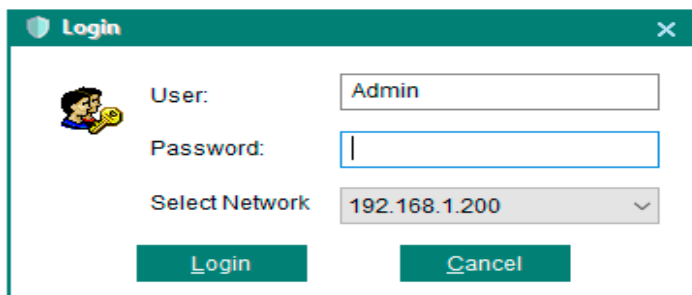 Login
User: Admin
Password:
Select Network 192.168.1.200
Login Cancel